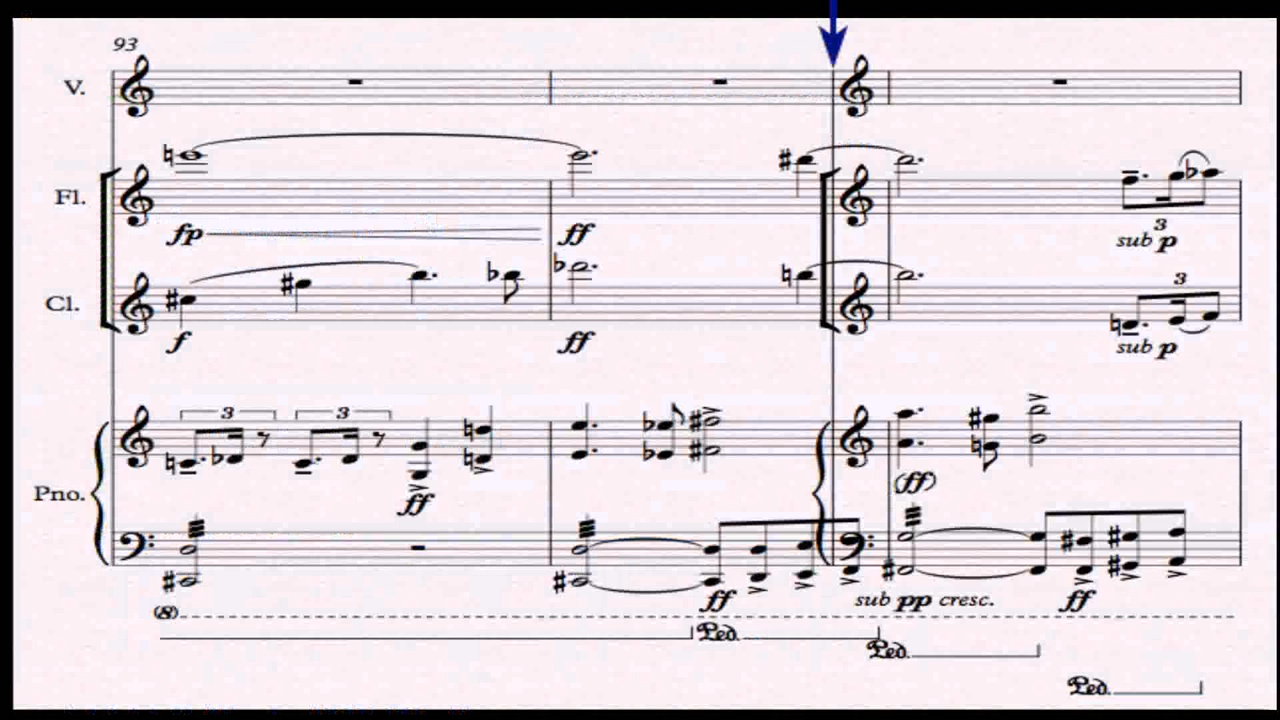 93
V.
Fl.
fp ff
3
sub p
Cl.
f ff
3
sub p
3 3
Pno.
ff
(ff)
ff sub pp cresc. ff
(8)
Ped.
Ped.
Ped.